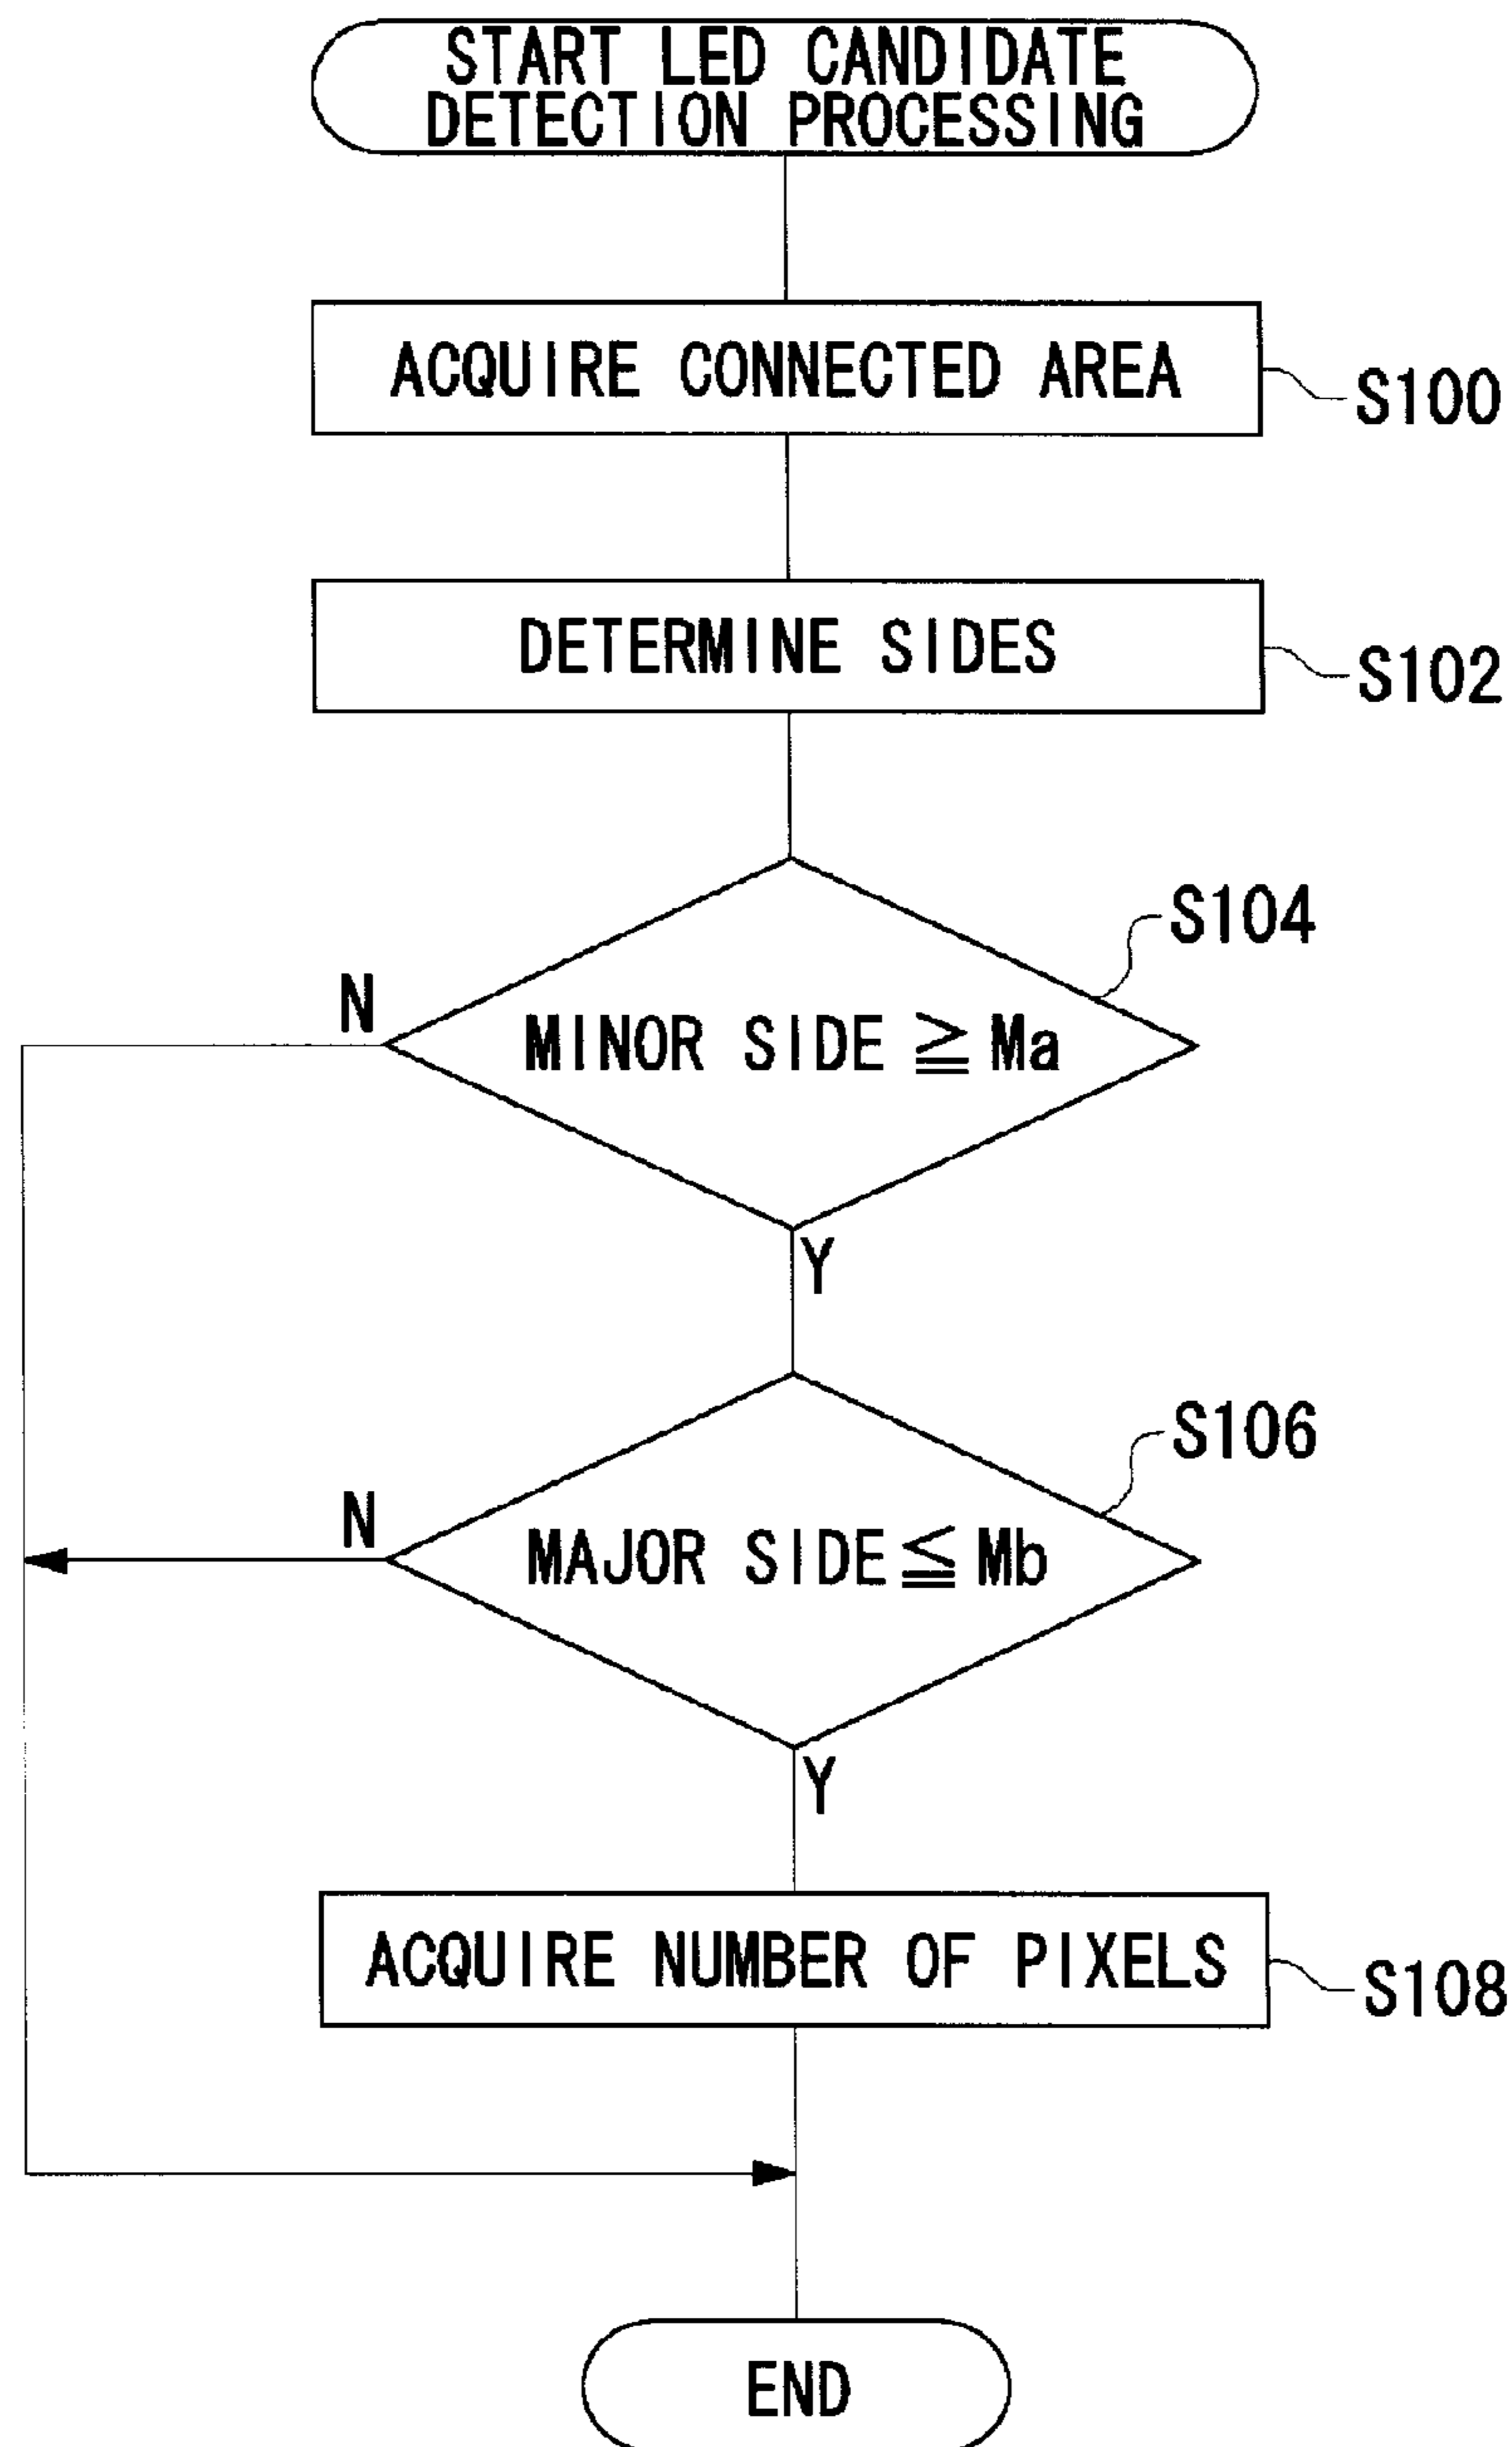 START LED CANDIDATE
DETECTION PROCESSING
ACQUIRE CONNECTED AREA
S100
DETERMINE SIDES
S102
S104
N
MINOR SIDE ≧ Ma
Y
S106
N
MAJOR SIDE ≦ Mb
Y
ACQUIRE NUMBER OF PIXELS
S108
END